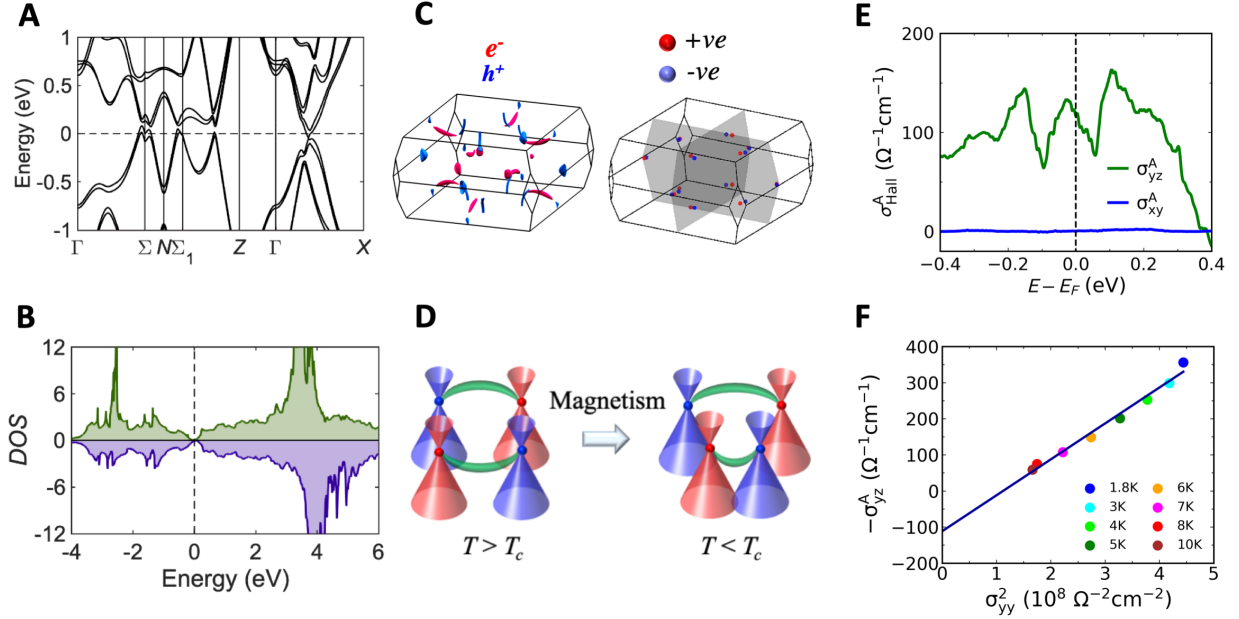 A
Energy (eV)
1
0.5
0
-0.5
-1
Γ
Σ
N
Σ1
Z
Γ
X
B
DOS
12
6
0
-6
-12
-4
-2
0
2
4
6
Energy (eV)
C
e-
h+
+ve
-ve
D
Magnetism
T > Tc
T < Tc
E
σ^A_Hall (Ω⁻¹cm⁻¹)
200
100
0
σ^A_yz
σ^A_xy
−0.4
−0.2
0.0
0.2
0.4
E − E_F (eV)
F
−σ^A_yz (Ω⁻¹cm⁻¹)
400
300
200
100
0
−100
−200
1.8K
3K
4K
5K
6K
7K
8K
10K
0
1
2
3
4
5
σ²_yy (10⁸ Ω⁻²cm⁻²)